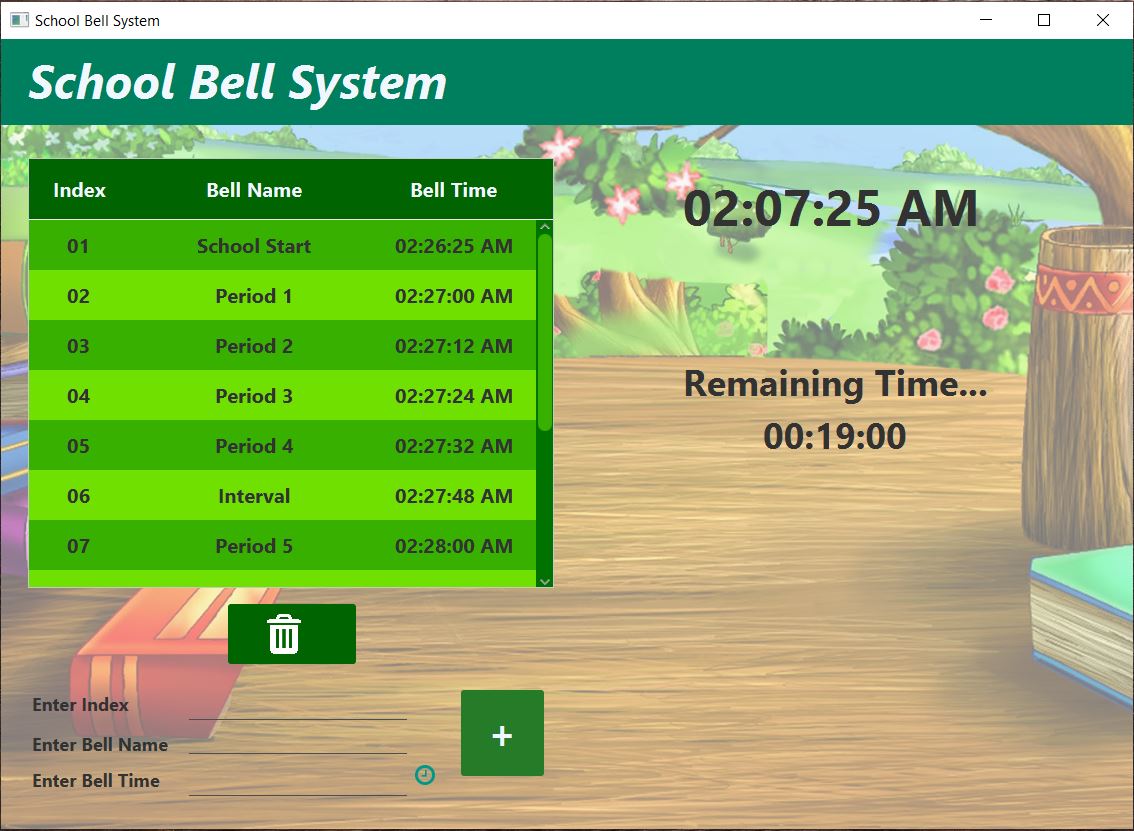 School Bell System
School Bell System
Index Bell Name Bell Time
01 School Start 02:26:25 AM
02 Period 1 02:27:00 AM
03 Period 2 02:27:12 AM
04 Period 3 02:27:24 AM
05 Period 4 02:27:32 AM
06 Interval 02:27:48 AM
07 Period 5 02:28:00 AM
02:07:25 AM
Remaining Time...
00:19:00
Enter Index
Enter Bell Name
Enter Bell Time
+